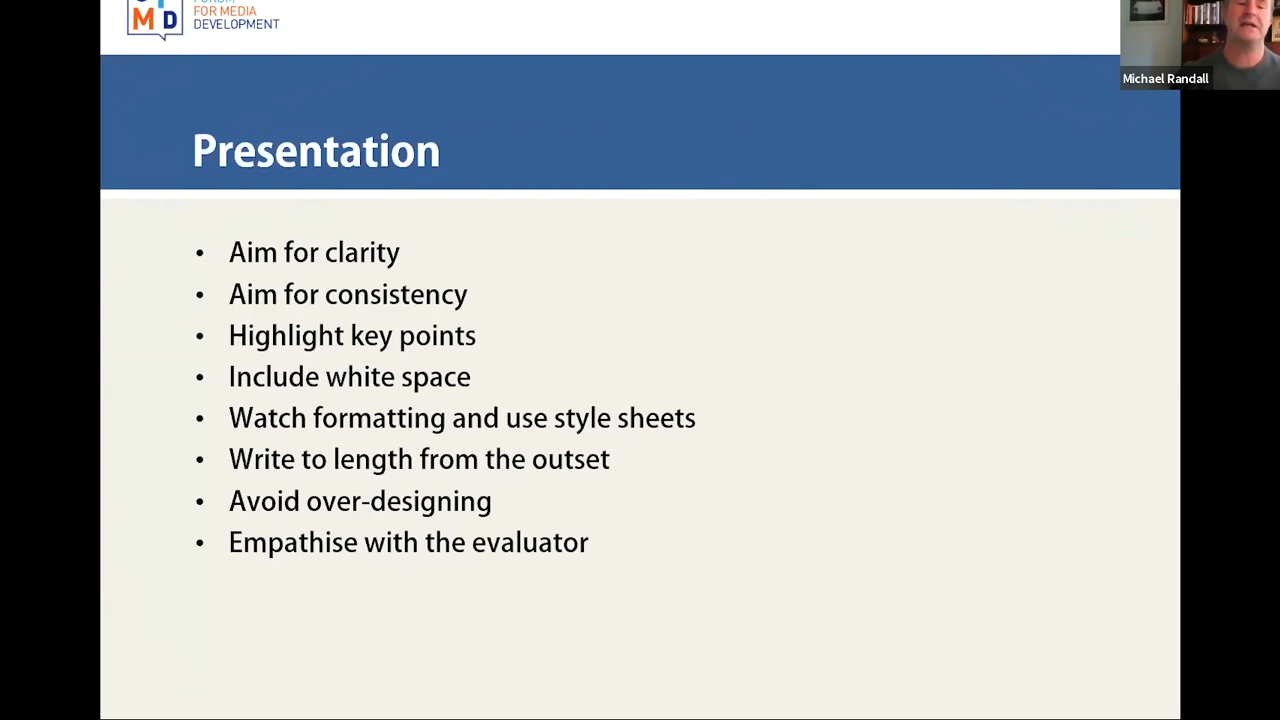 M D
FOR MEDIA
DEVELOPMENT
Michael Randall
Presentation
• Aim for clarity
• Aim for consistency
• Highlight key points
• Include white space
• Watch formatting and use style sheets
• Write to length from the outset
• Avoid over-designing
• Empathise with the evaluator